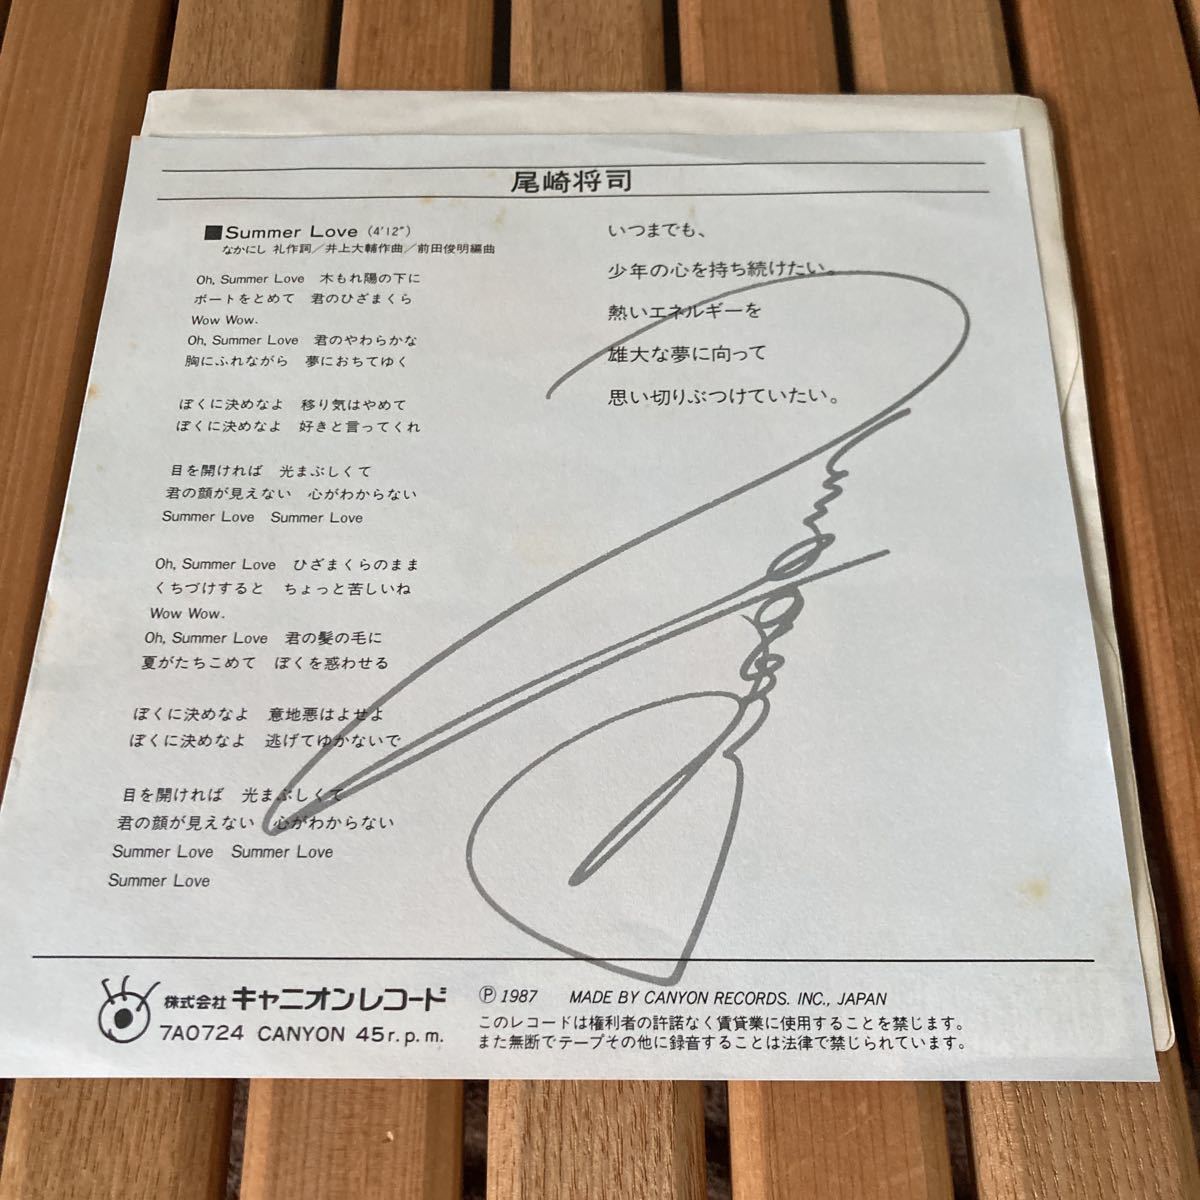 尾崎将司
■Summer Love (4'12")
なかにし 礼作詞／井上大輔作曲／前田俊明編曲
Oh, Summer Love　木もれ陽の下に
ボートをとめて　君のひざまくら
Wow Wow.
Oh, Summer Love　君のやわらかな
胸にふれながら　夢におちてゆく
ぼくに決めなよ　移り気はやめて
ぼくに決めなよ　好きと言ってくれ
目を開ければ　光まぶしくて
君の顔が見えない　心がわからない
Summer Love　Summer Love
Oh, Summer Love　ひざまくらのまま
くちづけすると　ちょっと苦しいね
Wow Wow.
Oh, Summer Love　君の髪の毛に
夏がたちこめて　ぼくを惑わせる
ぼくに決めなよ　意地悪はよせよ
ぼくに決めなよ　逃げてゆかないで
目を開ければ　光まぶしくて
君の顔が見えない　心がわからない
Summer Love　Summer Love
Summer Love
いつまでも、
少年の心を持ち続けたい。
熱いエネルギーを
雄大な夢に向って
思い切りぶつけていたい。
株式会社 キャニオンレコード
7A0724 CANYON 45r.p.m.
Ⓟ 1987　MADE BY CANYON RECORDS. INC., JAPAN
このレコードは権利者の許諾なく賃貸業に使用することを禁じます。
また無断でテープその他に録音することは法律で禁じられています。